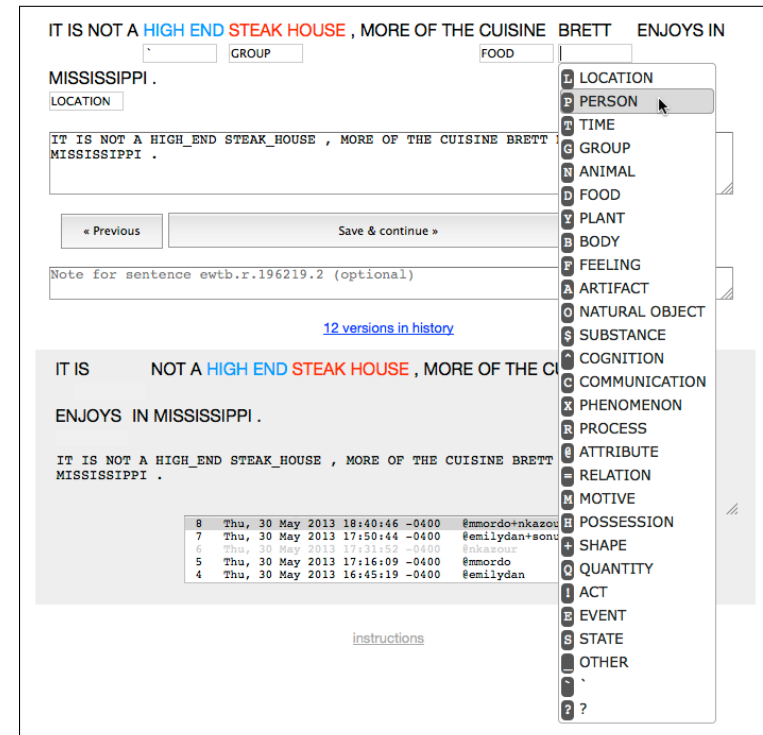 IT IS NOT A HIGH END STEAK HOUSE , MORE OF THE CUISINE BRETT ENJOYS IN
` GROUP FOOD
MISSISSIPPI .
LOCATION
IT IS NOT A HIGH_END STEAK_HOUSE , MORE OF THE CUISINE BRETT
MISSISSIPPI .
« Previous
Save & continue »
Note for sentence ewtb.r.196219.2 (optional)
12 versions in history
IT IS NOT A HIGH END STEAK HOUSE , MORE OF THE
ENJOYS IN MISSISSIPPI .
IT IS NOT A HIGH_END STEAK_HOUSE , MORE OF THE CUISINE BRETT
MISSISSIPPI .
8 Thu, 30 May 2013 18:40:46 -0400 @mmordo+nkazou
7 Thu, 30 May 2013 17:50:44 -0400 @emilydan+sonu
6 Thu, 30 May 2013 17:31:52 -0400 @nkazour
5 Thu, 30 May 2013 17:16:09 -0400 @mmordo
4 Thu, 30 May 2013 16:45:19 -0400 @emilydan
instructions
L LOCATION
P PERSON
T TIME
G GROUP
N ANIMAL
D FOOD
Y PLANT
B BODY
F FEELING
A ARTIFACT
O NATURAL OBJECT
$ SUBSTANCE
^ COGNITION
C COMMUNICATION
X PHENOMENON
R PROCESS
@ ATTRIBUTE
= RELATION
M MOTIVE
H POSSESSION
+ SHAPE
Q QUANTITY
! ACT
E EVENT
S STATE
_ OTHER
` `
? ?